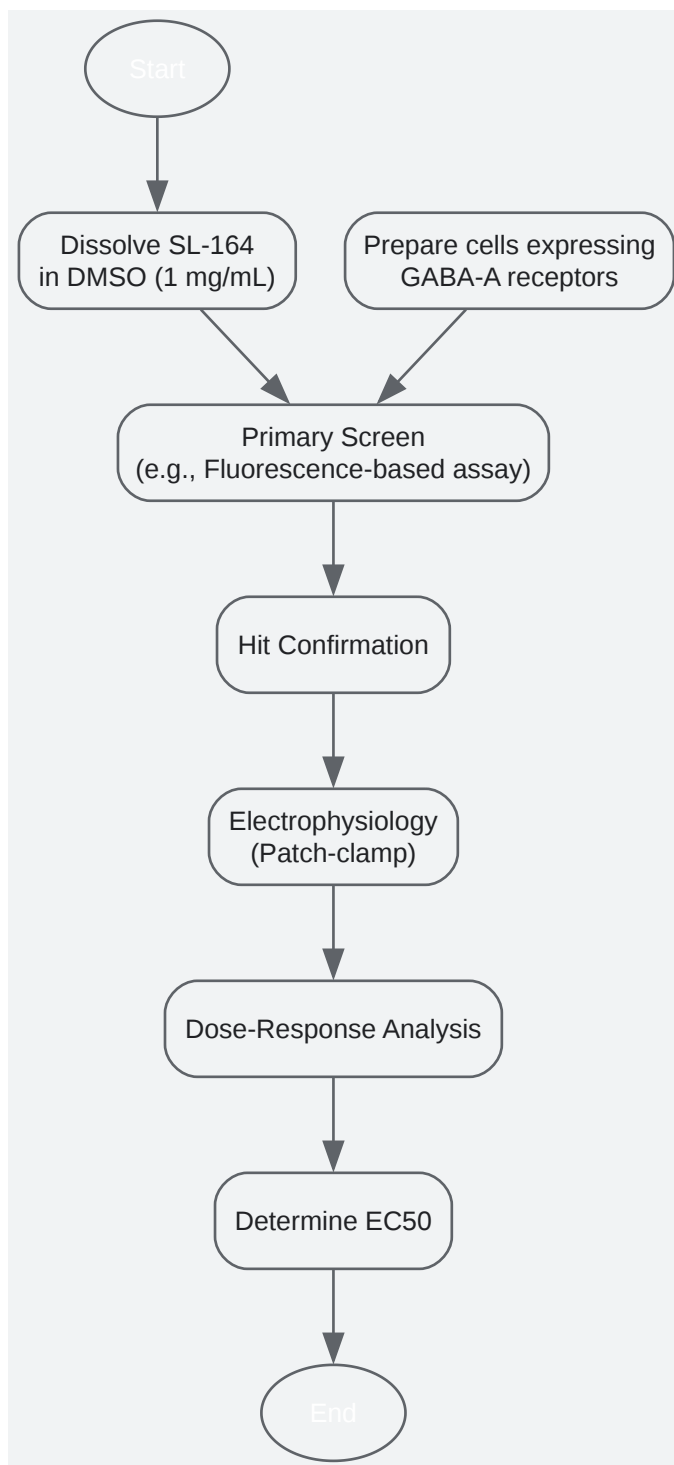 Start
Dissolve SL-164
in DMSO (1 mg/mL)
Prepare cells expressing
GABA-A receptors
Primary Screen
(e.g., Fluorescence-based assay)
Hit Confirmation
Electrophysiology
(Patch-clamp)
Dose-Response Analysis
Determine EC50
End